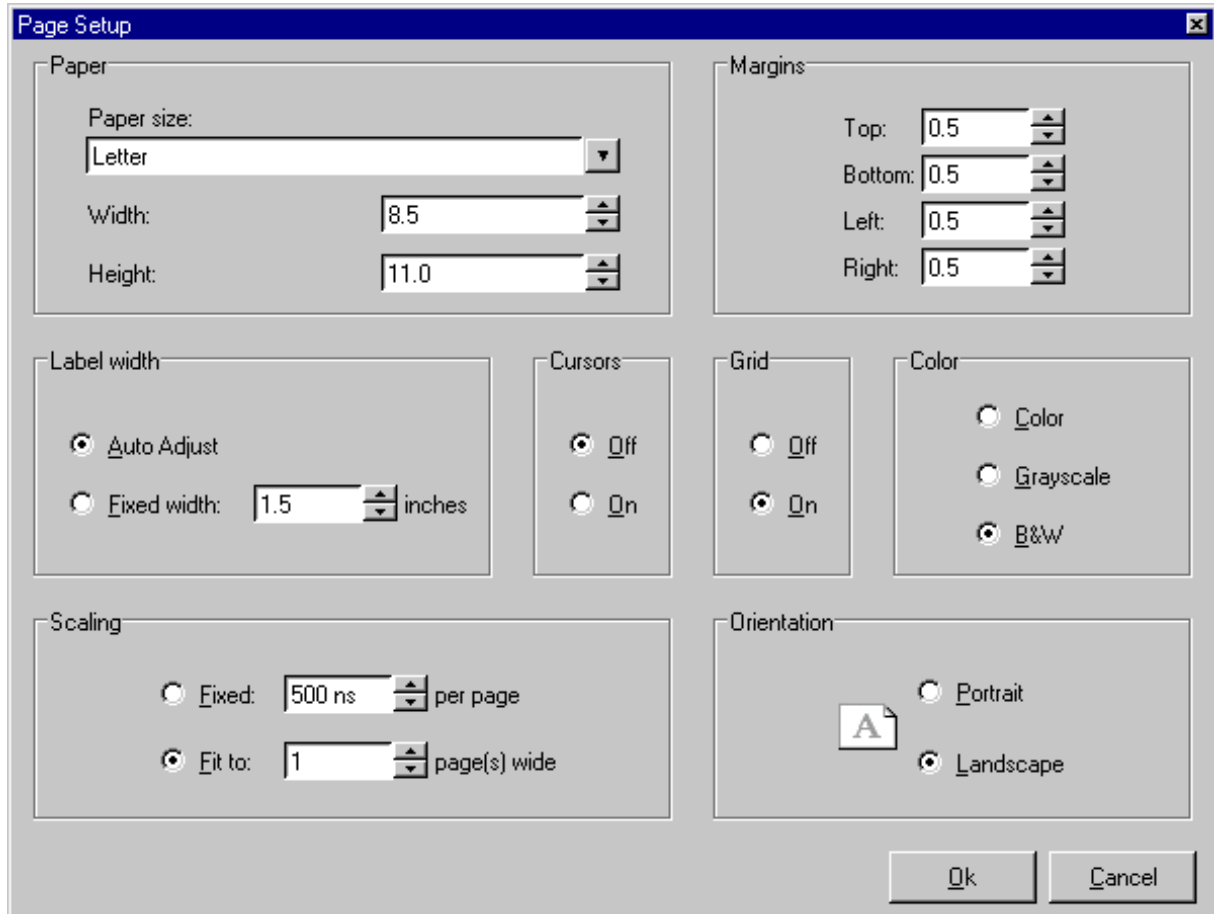 Page Setup
Paper
Paper size:
Letter
Width: 8.5
Height: 11.0
Margins
Top: 0.5
Bottom: 0.5
Left: 0.5
Right: 0.5
Label width
Auto Adjust
Fixed width: 1.5 inches
Cursors
Off
On
Grid
Off
On
Color
Color
Grayscale
B&W
Scaling
Fixed: 500 ns per page
Fit to: 1 page(s) wide
Orientation
A
Portrait
Landscape
Ok Cancel